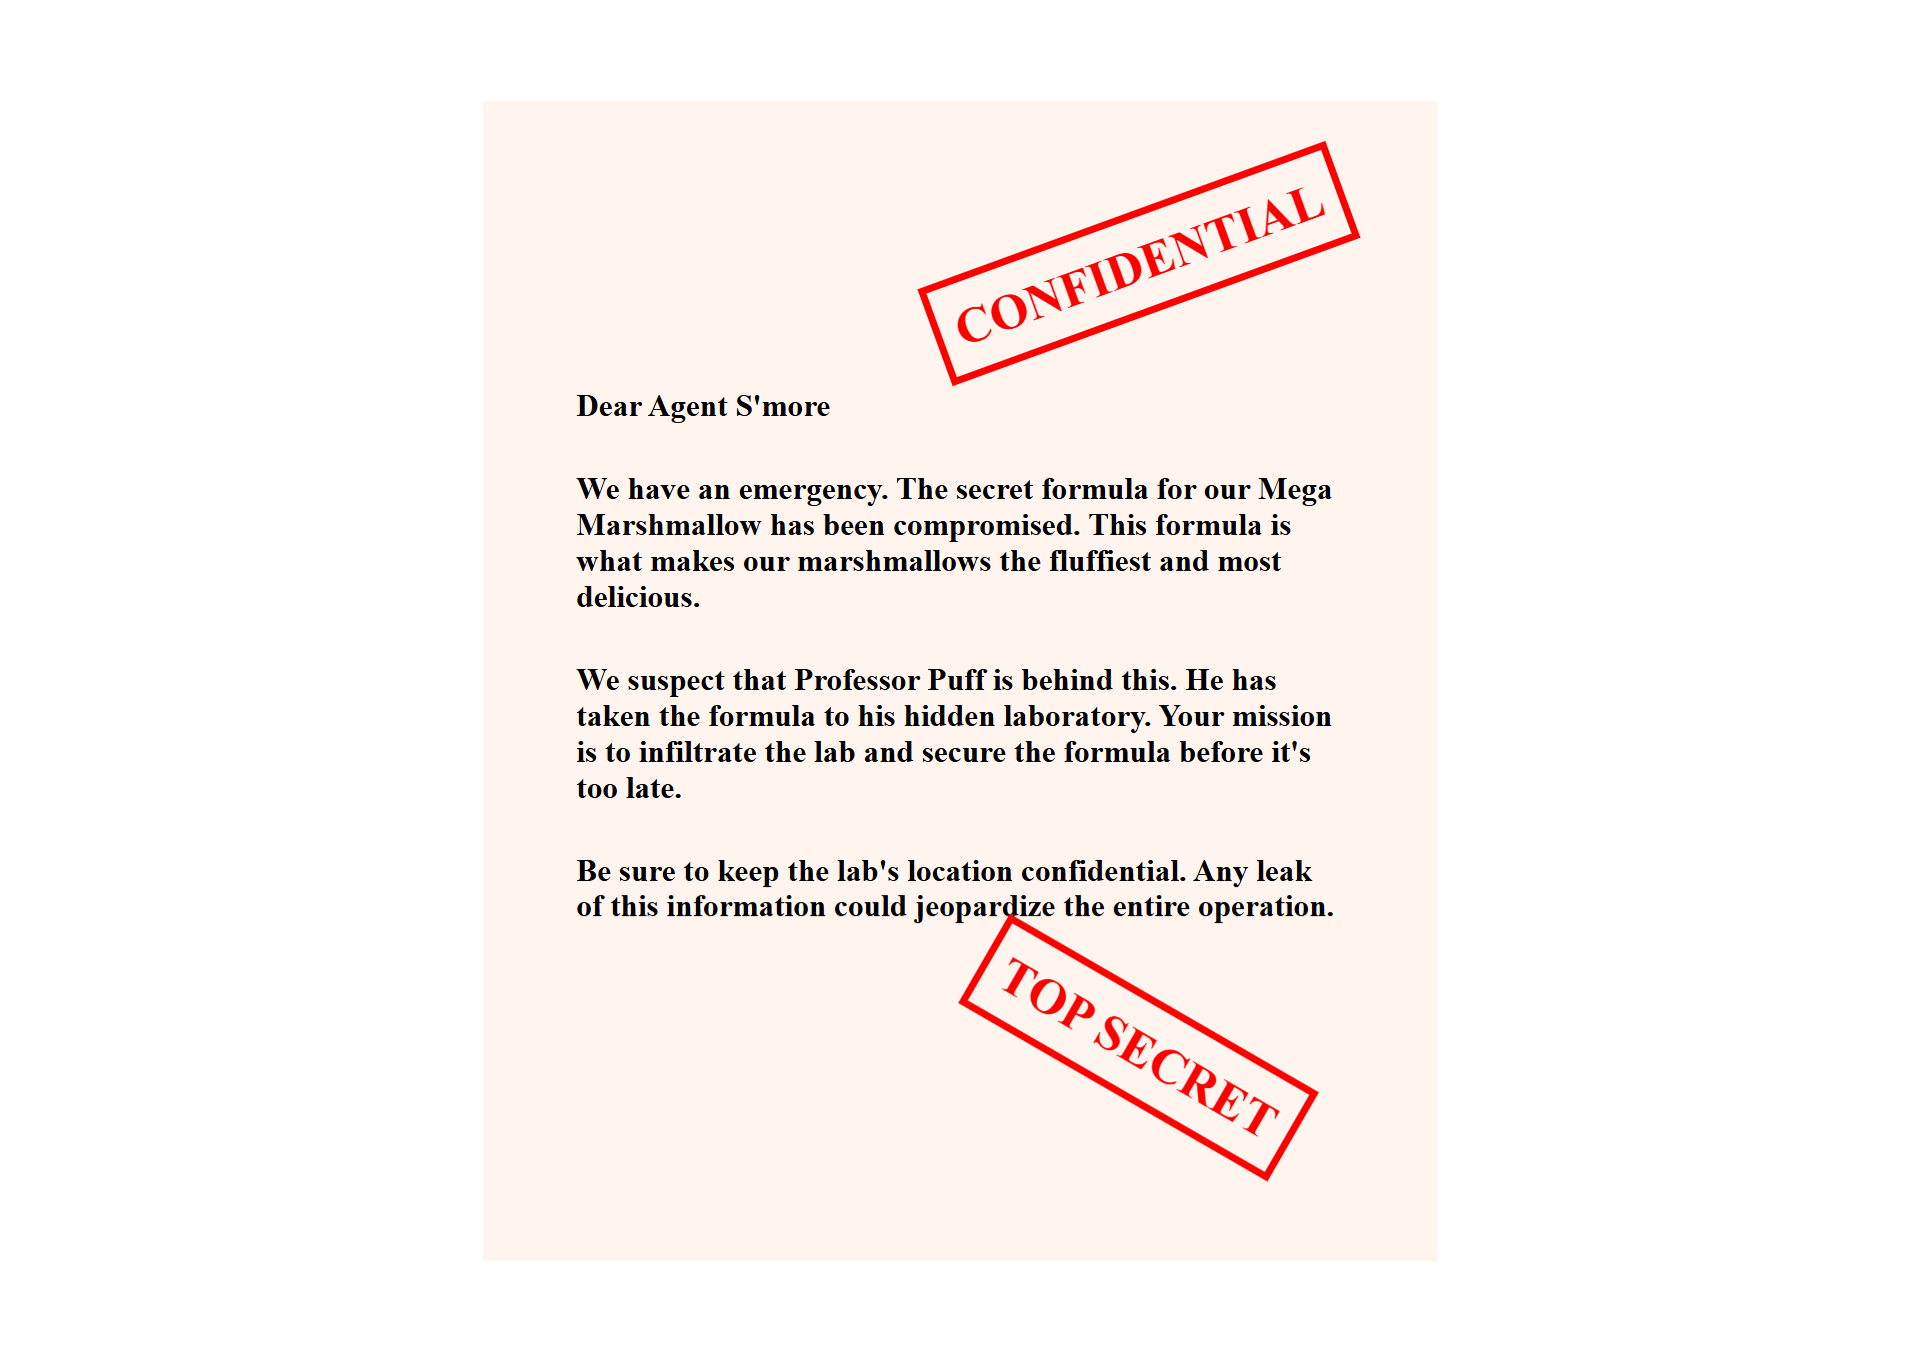 CONFIDENTIAL
Dear Agent S'more
We have an emergency. The secret formula for our Mega
Marshmallow has been compromised. This formula is
what makes our marshmallows the fluffiest and most
delicious.
We suspect that Professor Puff is behind this. He has
taken the formula to his hidden laboratory. Your mission
is to infiltrate the lab and secure the formula before it's
too late.
Be sure to keep the lab's location confidential. Any leak
of this information could jeopardize the entire operation.
TOP SECRET